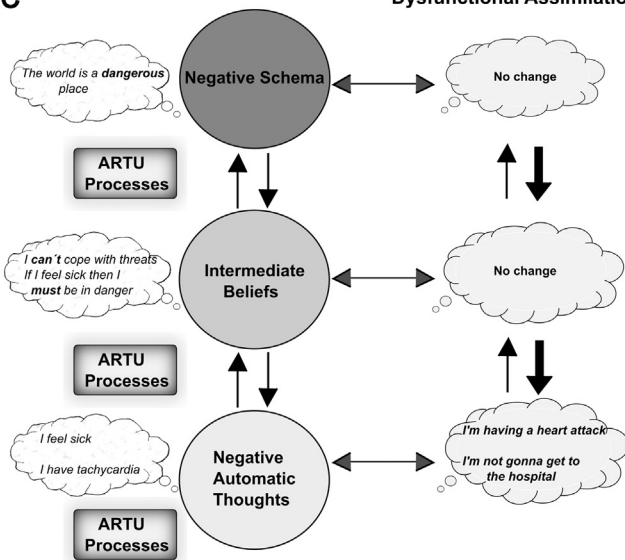 Dysfunctional Assimilatio
The world is a dangerous
place
Negative Schema
No change
ARTU
Processes
I can´t cope with threats
If I feel sick then I
must be in danger
Intermediate
Beliefs
No change
ARTU
Processes
I feel sick
I have tachycardia
Negative
Automatic
Thoughts
I'm having a heart attack
I'm not gonna get to
the hospital
ARTU
Processes